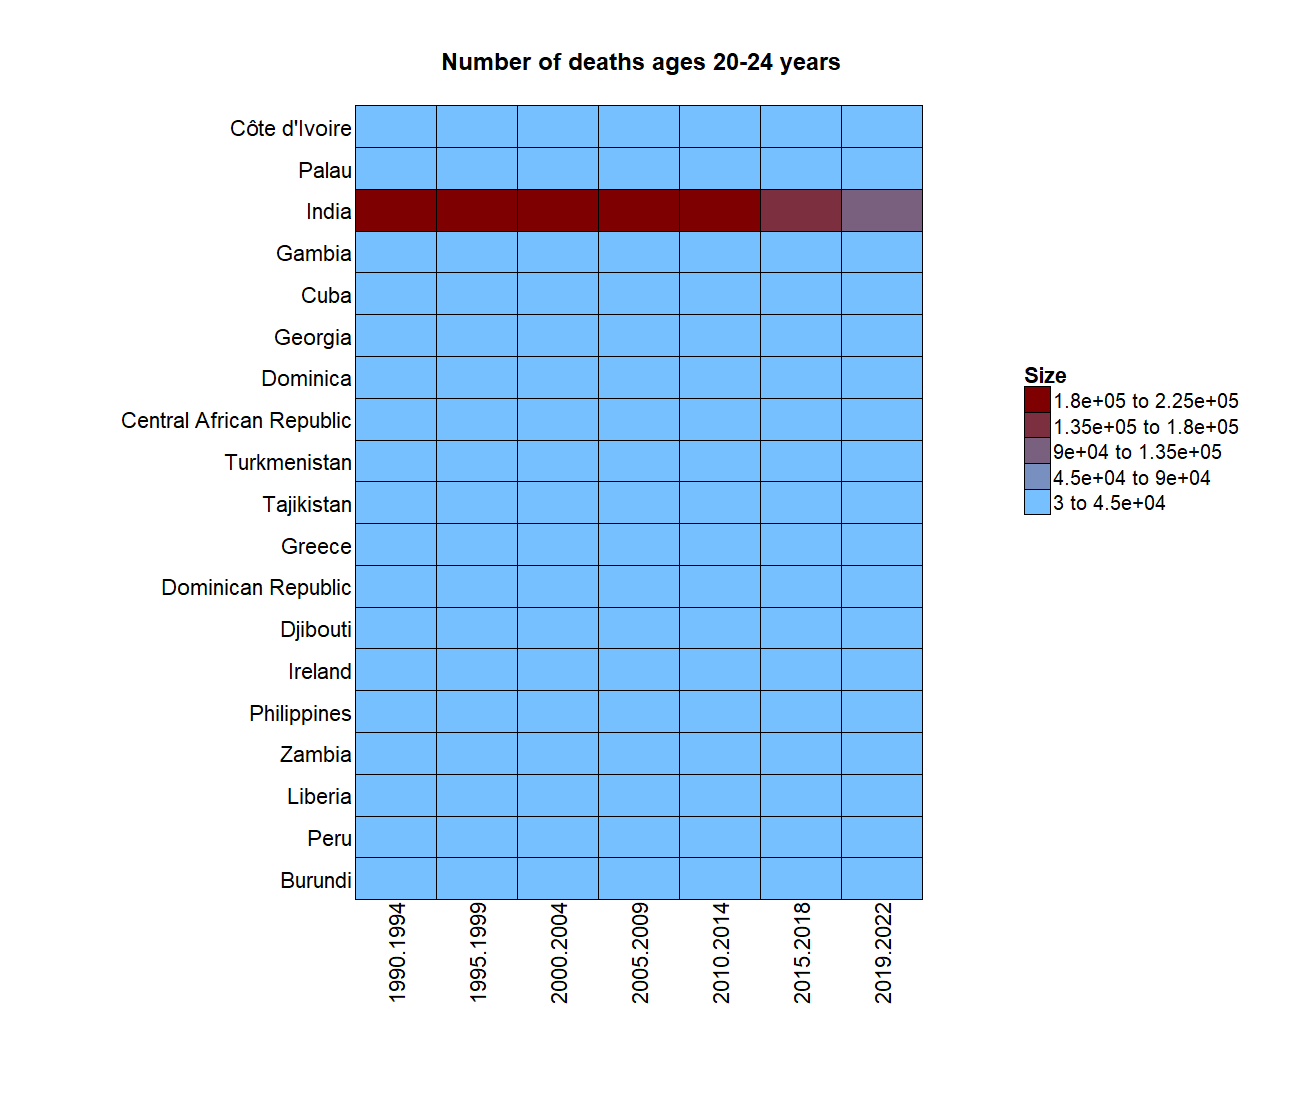 Number of deaths ages 20-24 years
Côte d'Ivoire
Palau
India
Gambia
Cuba
Georgia
Dominica
Central African Republic
Turkmenistan
Tajikistan
Greece
Dominican Republic
Djibouti
Ireland
Philippines
Zambia
Liberia
Peru
Burundi
1990.1994
1995.1999
2000.2004
2005.2009
2010.2014
2015.2018
2019.2022
Size
1.8e+05 to 2.25e+05
1.35e+05 to 1.8e+05
9e+04 to 1.35e+05
4.5e+04 to 9e+04
3 to 4.5e+04